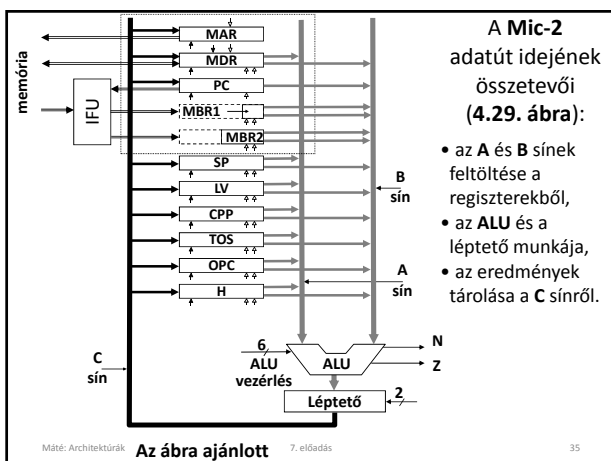 MAR
MDR
PC
MBR1
MBR2
SP
LV
CPP
TOS
OPC
H
memória
IFU
B
sín
A
sín
C
sín
6
ALU
vezérlés
ALU
N
Z
Léptető
2
A Mic-2
adatút idejének
összetevői
(4.29. ábra):
• az A és B sínek
feltöltése a
regiszterekből,
• az ALU és a
léptető munkája,
• az eredmények
tárolása a C sínről.
Máté: Architektúrák
Az ábra ajánlott
7. előadás
35